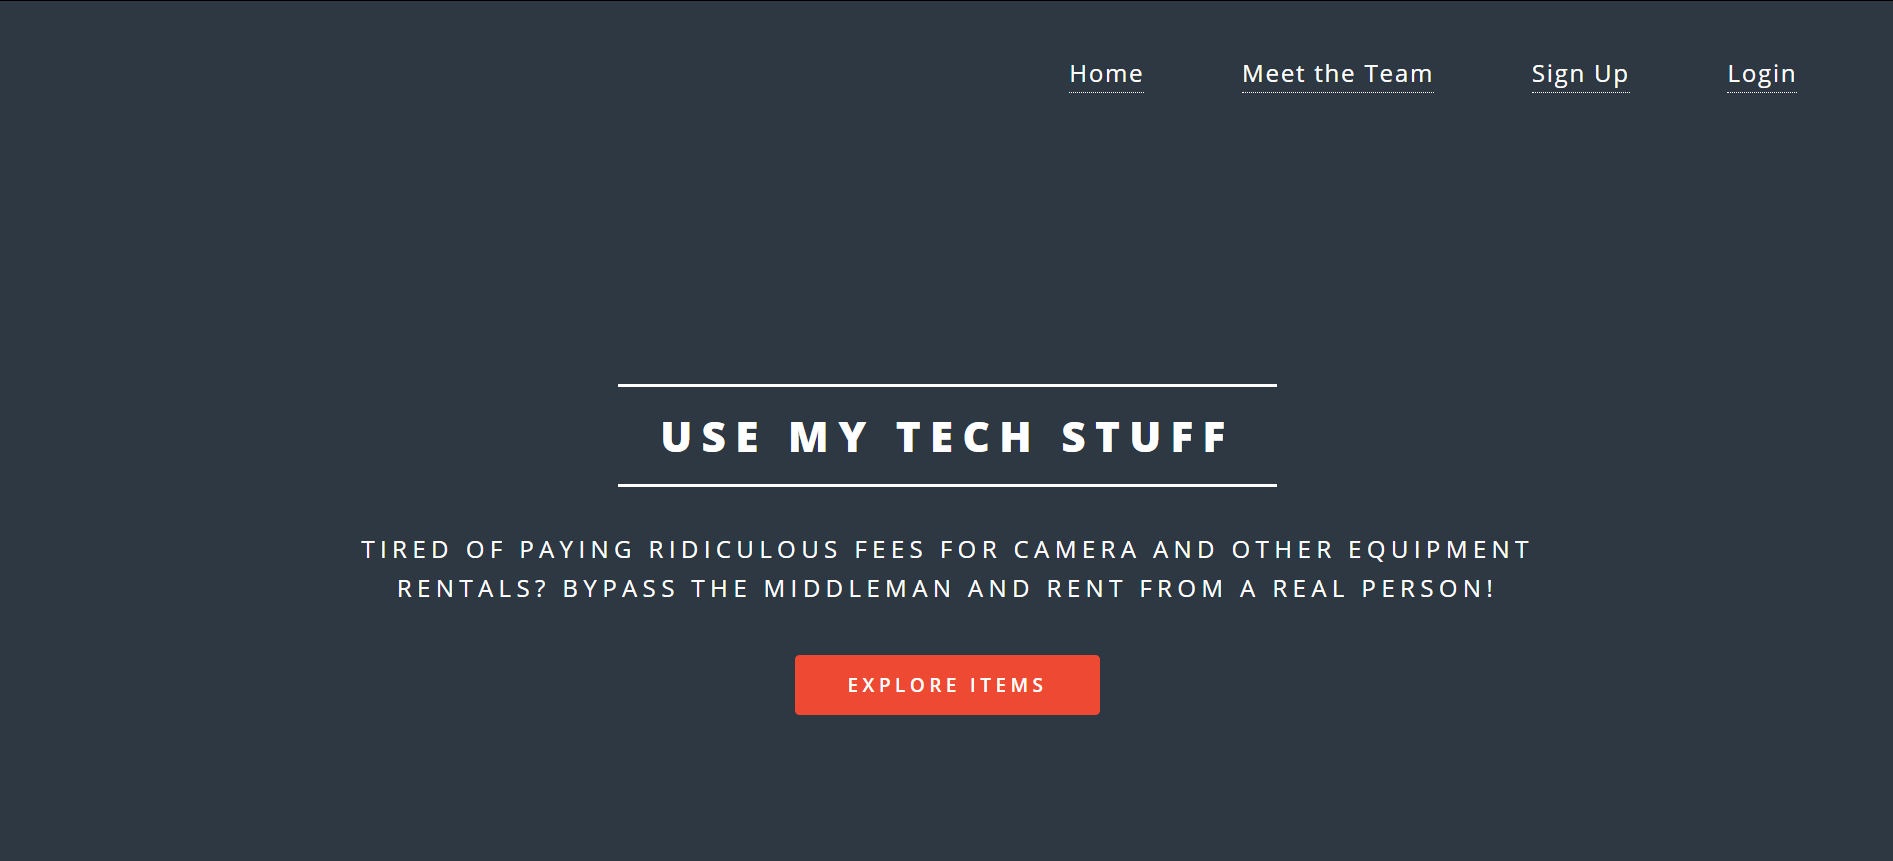 Home Meet the Team Sign Up Login
USE MY TECH STUFF
TIRED OF PAYING RIDICULOUS FEES FOR CAMERA AND OTHER EQUIPMENT
RENTALS? BYPASS THE MIDDLEMAN AND RENT FROM A REAL PERSON!
EXPLORE ITEMS